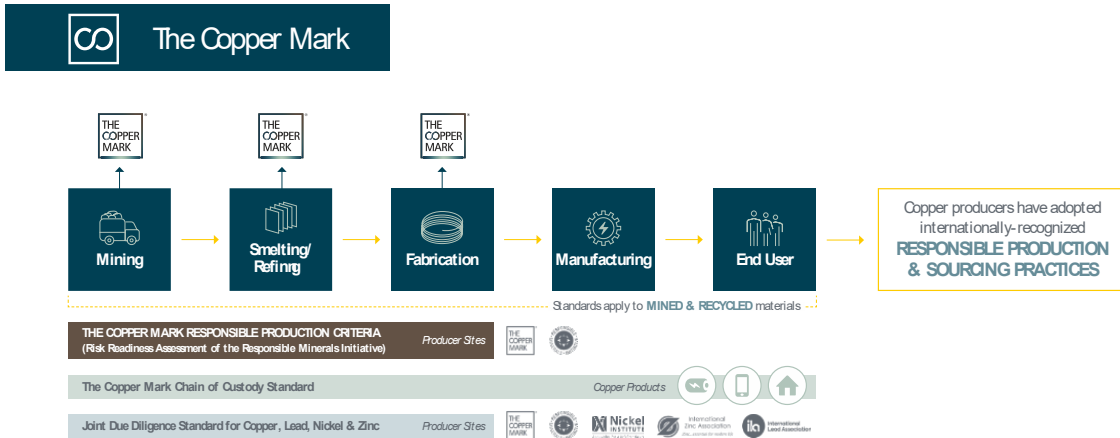 The Copper Mark
THE
COPPER
MARK
THE
COPPER
MARK
THE
COPPER
MARK
Mining
Smelting/
Refining
Fabrication
Manufacturing
End User
Copper producers have adopted
internationally-recognized
RESPONSIBLE PRODUCTION
& SOURCING PRACTICES
Standards apply to MINED & RECYCLED materials
THE COPPER MARK RESPONSIBLE PRODUCTION CRITERIA
(Risk Readiness Assessment of the Responsible Minerals Initiative)
Producer Sites
THE
COPPER
MARK
The Copper Mark Chain of Custody Standard
Copper Products
Joint Due Diligence Standard for Copper, Lead, Nickel & Zinc
Producer Sites
THE
COPPER
MARK
Nickel
INSTITUTE
International
Zinc Association
ila
International
Lead Association